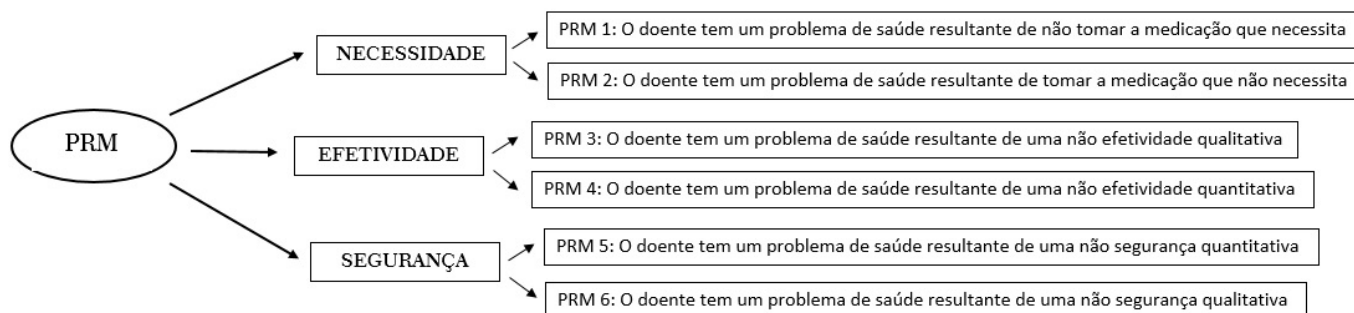 PRM
NECESSIDADE
PRM 1: O doente tem um problema de saúde resultante de não tomar a medicação que necessita
PRM 2: O doente tem um problema de saúde resultante de tomar a medicação que não necessita
EFETIVIDADE
PRM 3: O doente tem um problema de saúde resultante de uma não efetividade qualitativa
PRM 4: O doente tem um problema de saúde resultante de uma não efetividade quantitativa
SEGURANÇA
PRM 5: O doente tem um problema de saúde resultante de uma não segurança quantitativa
PRM 6: O doente tem um problema de saúde resultante de uma não segurança qualitativa